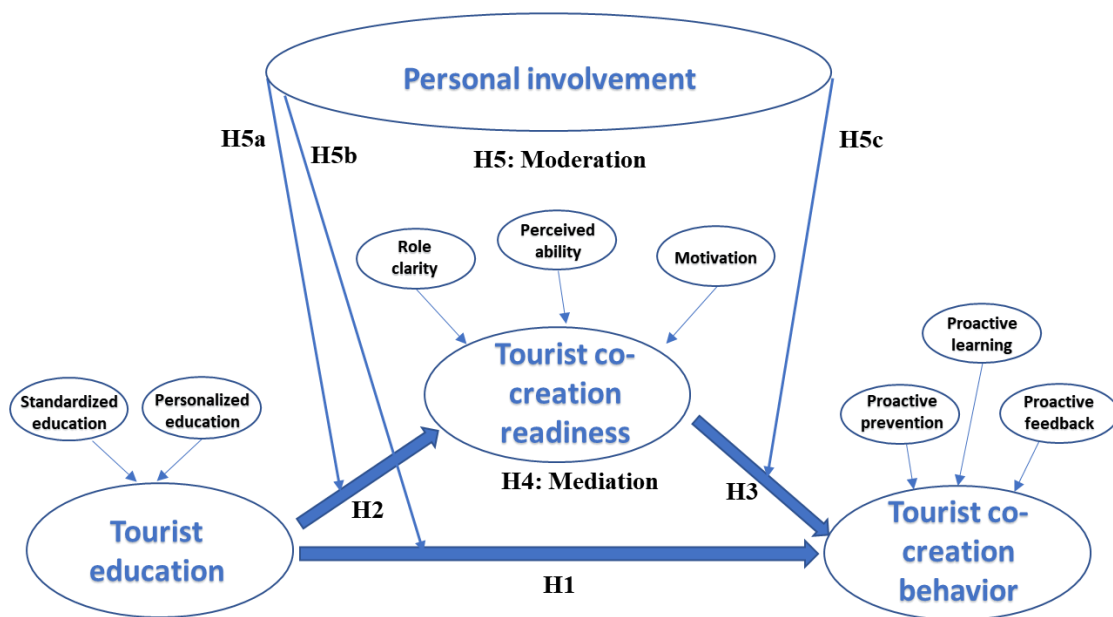 Personal involvement
H5a
H5b
H5: Moderation
H5c
Role
clarity
Perceived
ability
Motivation
Tourist co-
creation
readiness
H4: Mediation
Standardized
education
Personalized
education
Proactive
learning
Proactive
prevention
Proactive
feedback
H2
H3
Tourist
education
H1
Tourist co-
creation
behavior